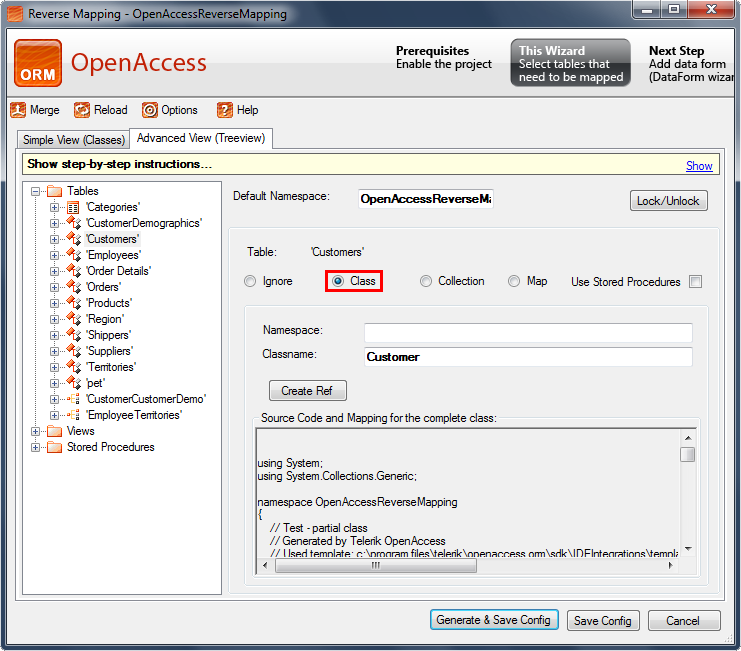 Reverse Mapping - OpenAccessReverseMapping
ORM
OpenAccess
Prerequisites
Enable the project
This Wizard
Select tables that
need to be mapped
Next Step
Add data form
(DataForm wizar
Merge Reload Options Help
Simple View (Classes) Advanced View (Treeview)
Show step-by-step instructions... Show
Tables
'Categories'
'CustomerDemographics'
'Customers'
'Employees'
'Order Details'
'Orders'
'Products'
'Region'
'Shippers'
'Suppliers'
'Territories'
'pet'
'CustomerCustomerDemo'
'EmployeeTerritories'
Views
Stored Procedures
Default Namespace: OpenAccessReverseMa Lock/Unlock
Table: 'Customers'
Ignore Class Collection Map Use Stored Procedures
Namespace:
Classname: Customer
Create Ref
Source Code and Mapping for the complete class:
using System;
using System.Collections.Generic;
namespace OpenAccessReverseMapping
{
// Test - partial class
// Generated by Telerik OpenAccess
// Used template: c:\program files\telerik\openaccess orm\sdk\IDEIntegrations\templa
Generate & Save Config Save Config Cancel